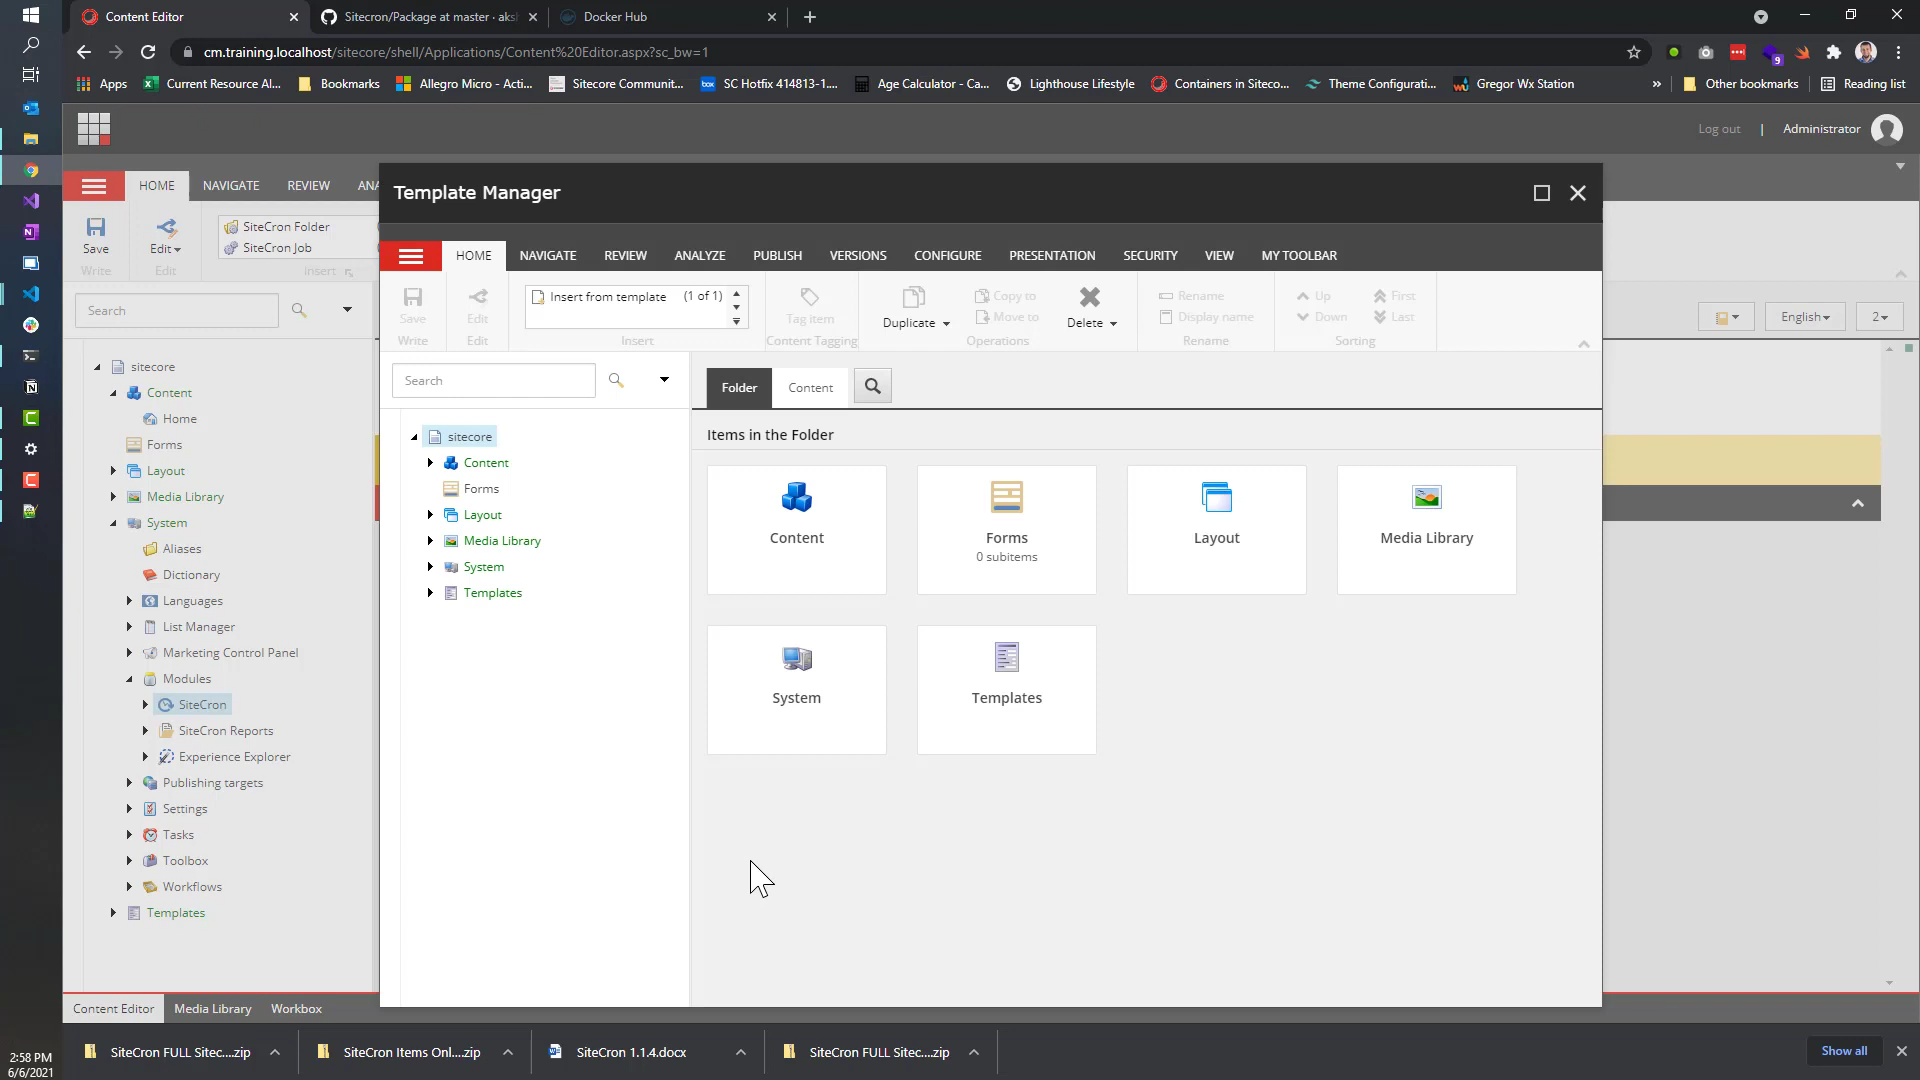 Content Editor
Sitecron/Package at master · aks
Docker Hub
cm.training.localhost/sitecore/shell/Applications/Content%20Editor.aspx?sc_bw=1
9
Apps
Current Resource Al...
Bookmarks
Allegro Micro - Acti...
Sitecore Communit...
SC Hotfix 414813-1....
Age Calculator - Ca...
Lighthouse Lifestyle
Containers in Siteco...
Theme Configurati...
Gregor Wx Station
»
Other bookmarks
Reading list
Log out | Administrator
HOME NAVIGATE REVIEW ANA
Save
Write
Edit
Edit
SiteCron Folder
SiteCron Job
Insert
Search
English
2
sitecore
Content
Home
Forms
Layout
Media Library
System
Aliases
Dictionary
Languages
List Manager
Marketing Control Panel
Modules
SiteCron
SiteCron Reports
Experience Explorer
Publishing targets
Settings
Tasks
Toolbox
Workflows
Templates
Template Manager
HOME NAVIGATE REVIEW ANALYZE PUBLISH VERSIONS CONFIGURE PRESENTATION SECURITY VIEW MY TOOLBAR
Save
Write
Edit
Edit
Insert from template (1 of 1)
Insert
Tag item
Content Tagging
Duplicate
Copy to
Move to
Delete
Operations
Rename
Display name
Rename
Up
Down
First
Last
Sorting
Search
sitecore
Content
Forms
Layout
Media Library
System
Templates
Folder
Content
Items in the Folder
Content
Forms
0 subitems
Layout
Media Library
System
Templates
Content Editor Media Library Workbox
SiteCron FULL Sitec....zip
SiteCron Items Onl....zip
SiteCron 1.1.4.docx
SiteCron FULL Sitec....zip
Show all
2:58 PM
6/6/2021